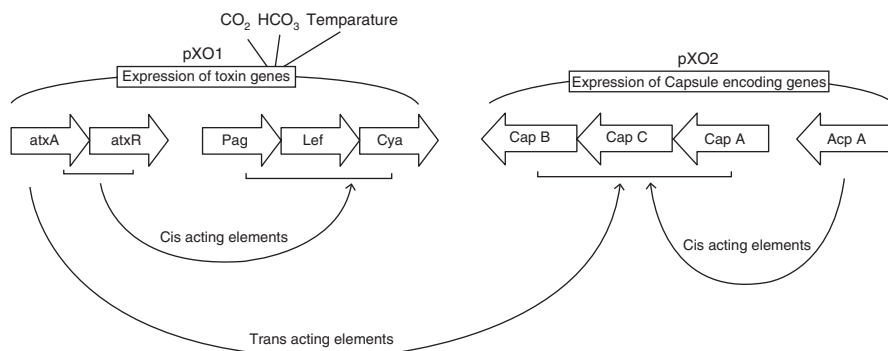 CO2 HCO3 Temparature
pXO1
pXO2
Expression of toxin genes
Expression of Capsule encoding genes
atxA atxR Pag Lef Cya Cap B Cap C Cap A Acp A
Cis acting elements
Cis acting elements
Trans acting elements